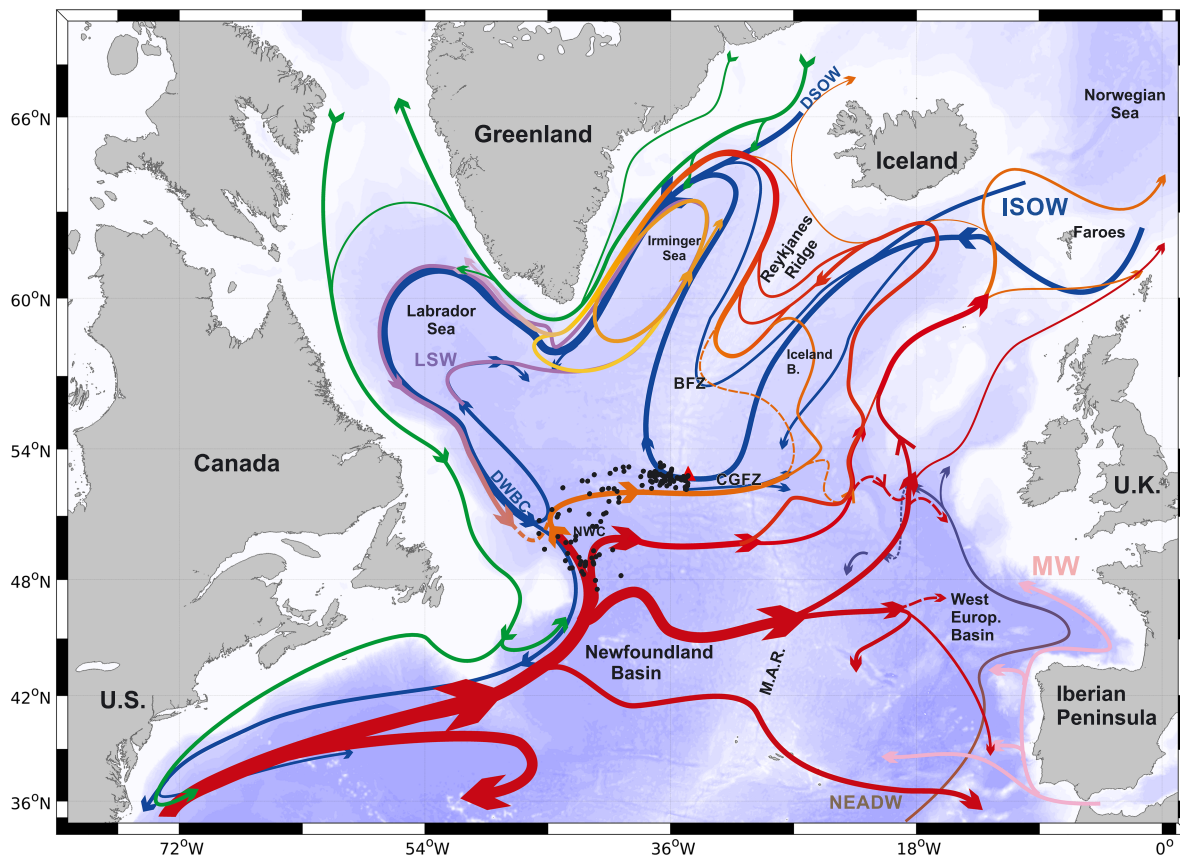 66°N
60°N
54°N
48°N
42°N
36°N
72°W
54°W
36°W
18°W
0°
Greenland
Iceland
Norwegian
Sea
DSOW
ISOW
Faroes
Irminger
Sea
Reykjanes
Ridge
Labrador
Sea
LSW
Iceland
B.
BFZ
Canada
DWBC
CGFZ
U.K.
NWC
MW
West
Europ.
Basin
Newfoundland
Basin
M.A.R.
U.S.
Iberian
Peninsula
NEADW